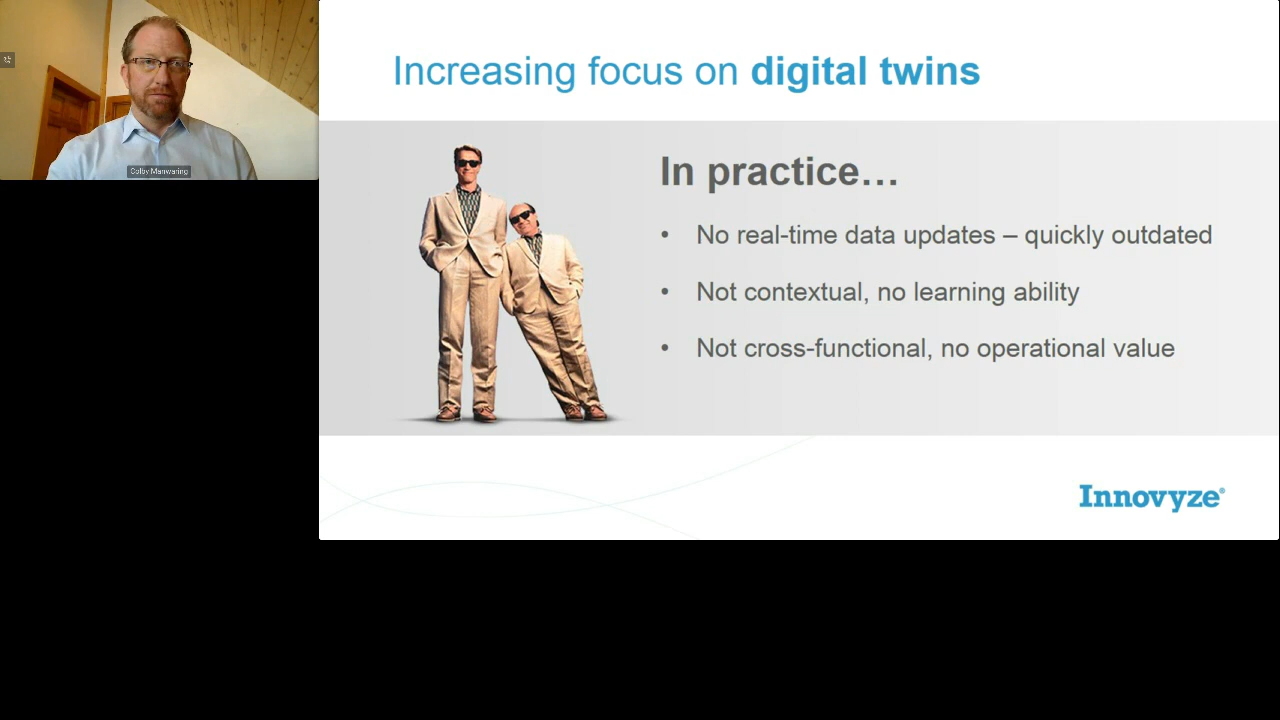 Colby Manwaring
Increasing focus on digital twins
In practice…
• No real-time data updates – quickly outdated
• Not contextual, no learning ability
• Not cross-functional, no operational value
Innovyze®